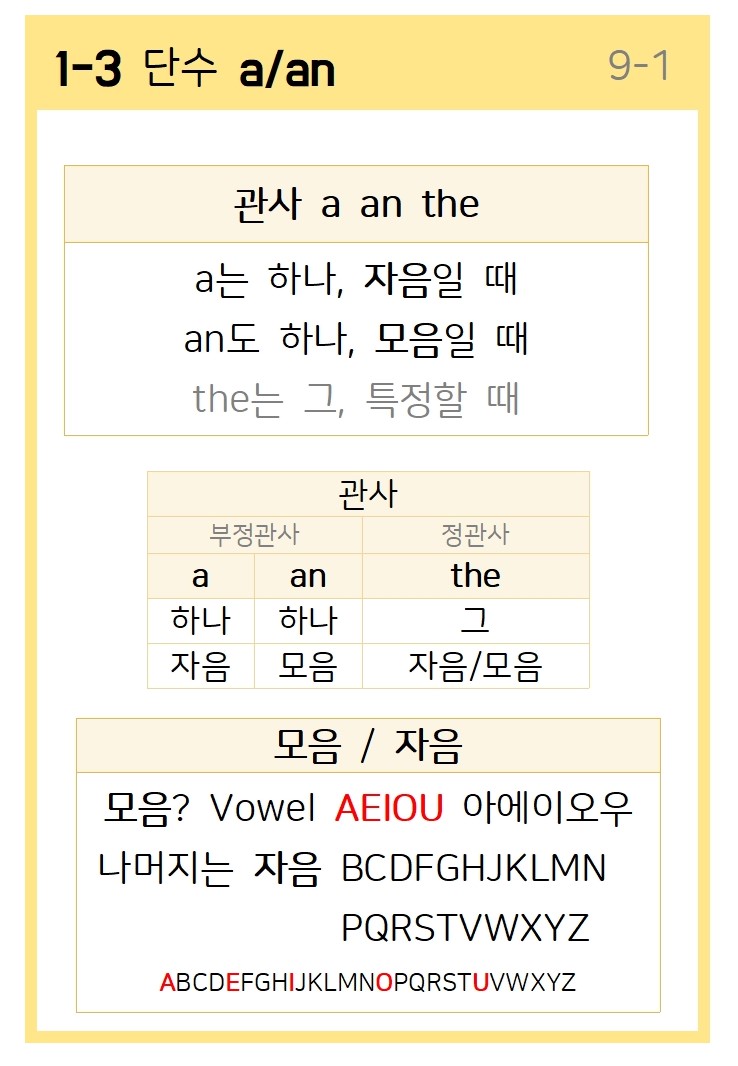 1-3 단수 a/an 9-1
관사 a an the
a는 하나, 자음일 때
an도 하나, 모음일 때
the는 그, 특정할 때
관사
부정관사 정관사
a an the
하나 하나 그
자음 모음 자음/모음
모음 / 자음
모음? Vowel AEIOU 아에이오우
나머지는 자음 BCDFGHJKLMN
PQRSTVWXYZ
ABCDEFGHIJKLMNOPQRSTUVWXYZ